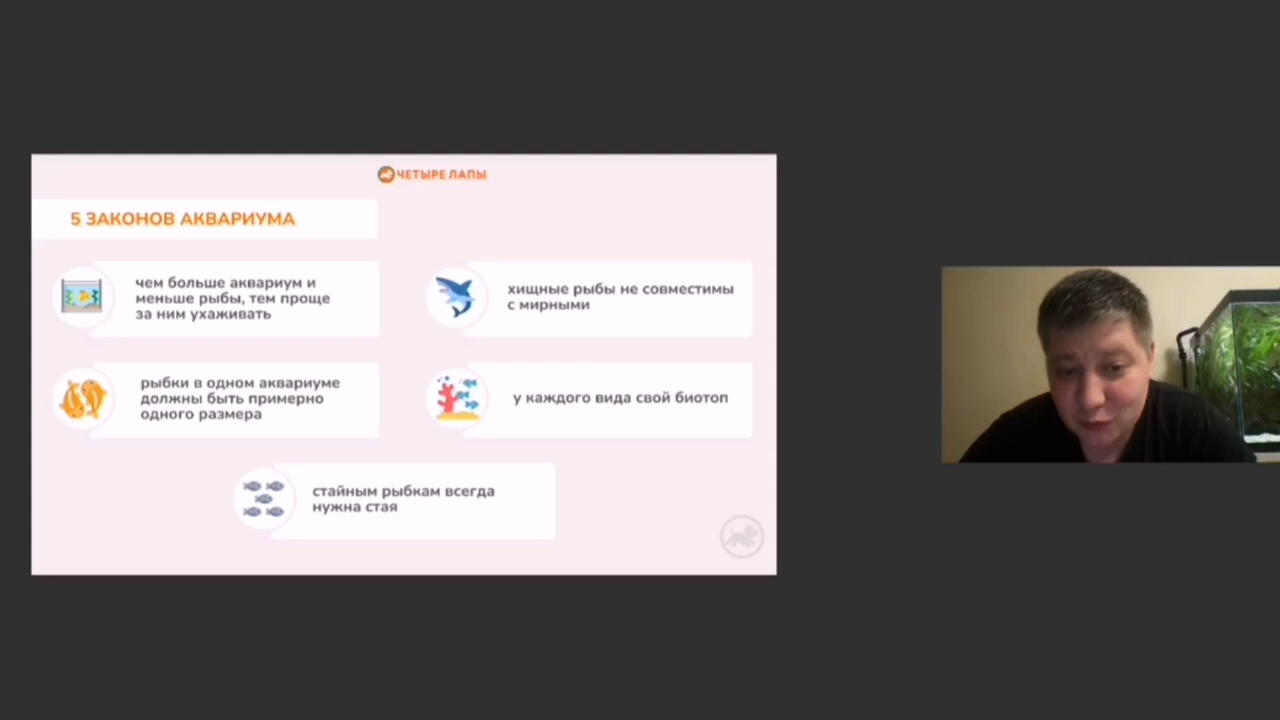 ЧЕТЫРЕ ЛАПЫ
5 ЗАКОНОВ АКВАРИУМА
чем больше аквариум и
меньше рыбы, тем проще
за ним ухаживать
хищные рыбы не совместимы
с мирными
рыбки в одном аквариуме
должны быть примерно
одного размера
у каждого вида свой биотоп
стайным рыбкам всегда
нужна стая